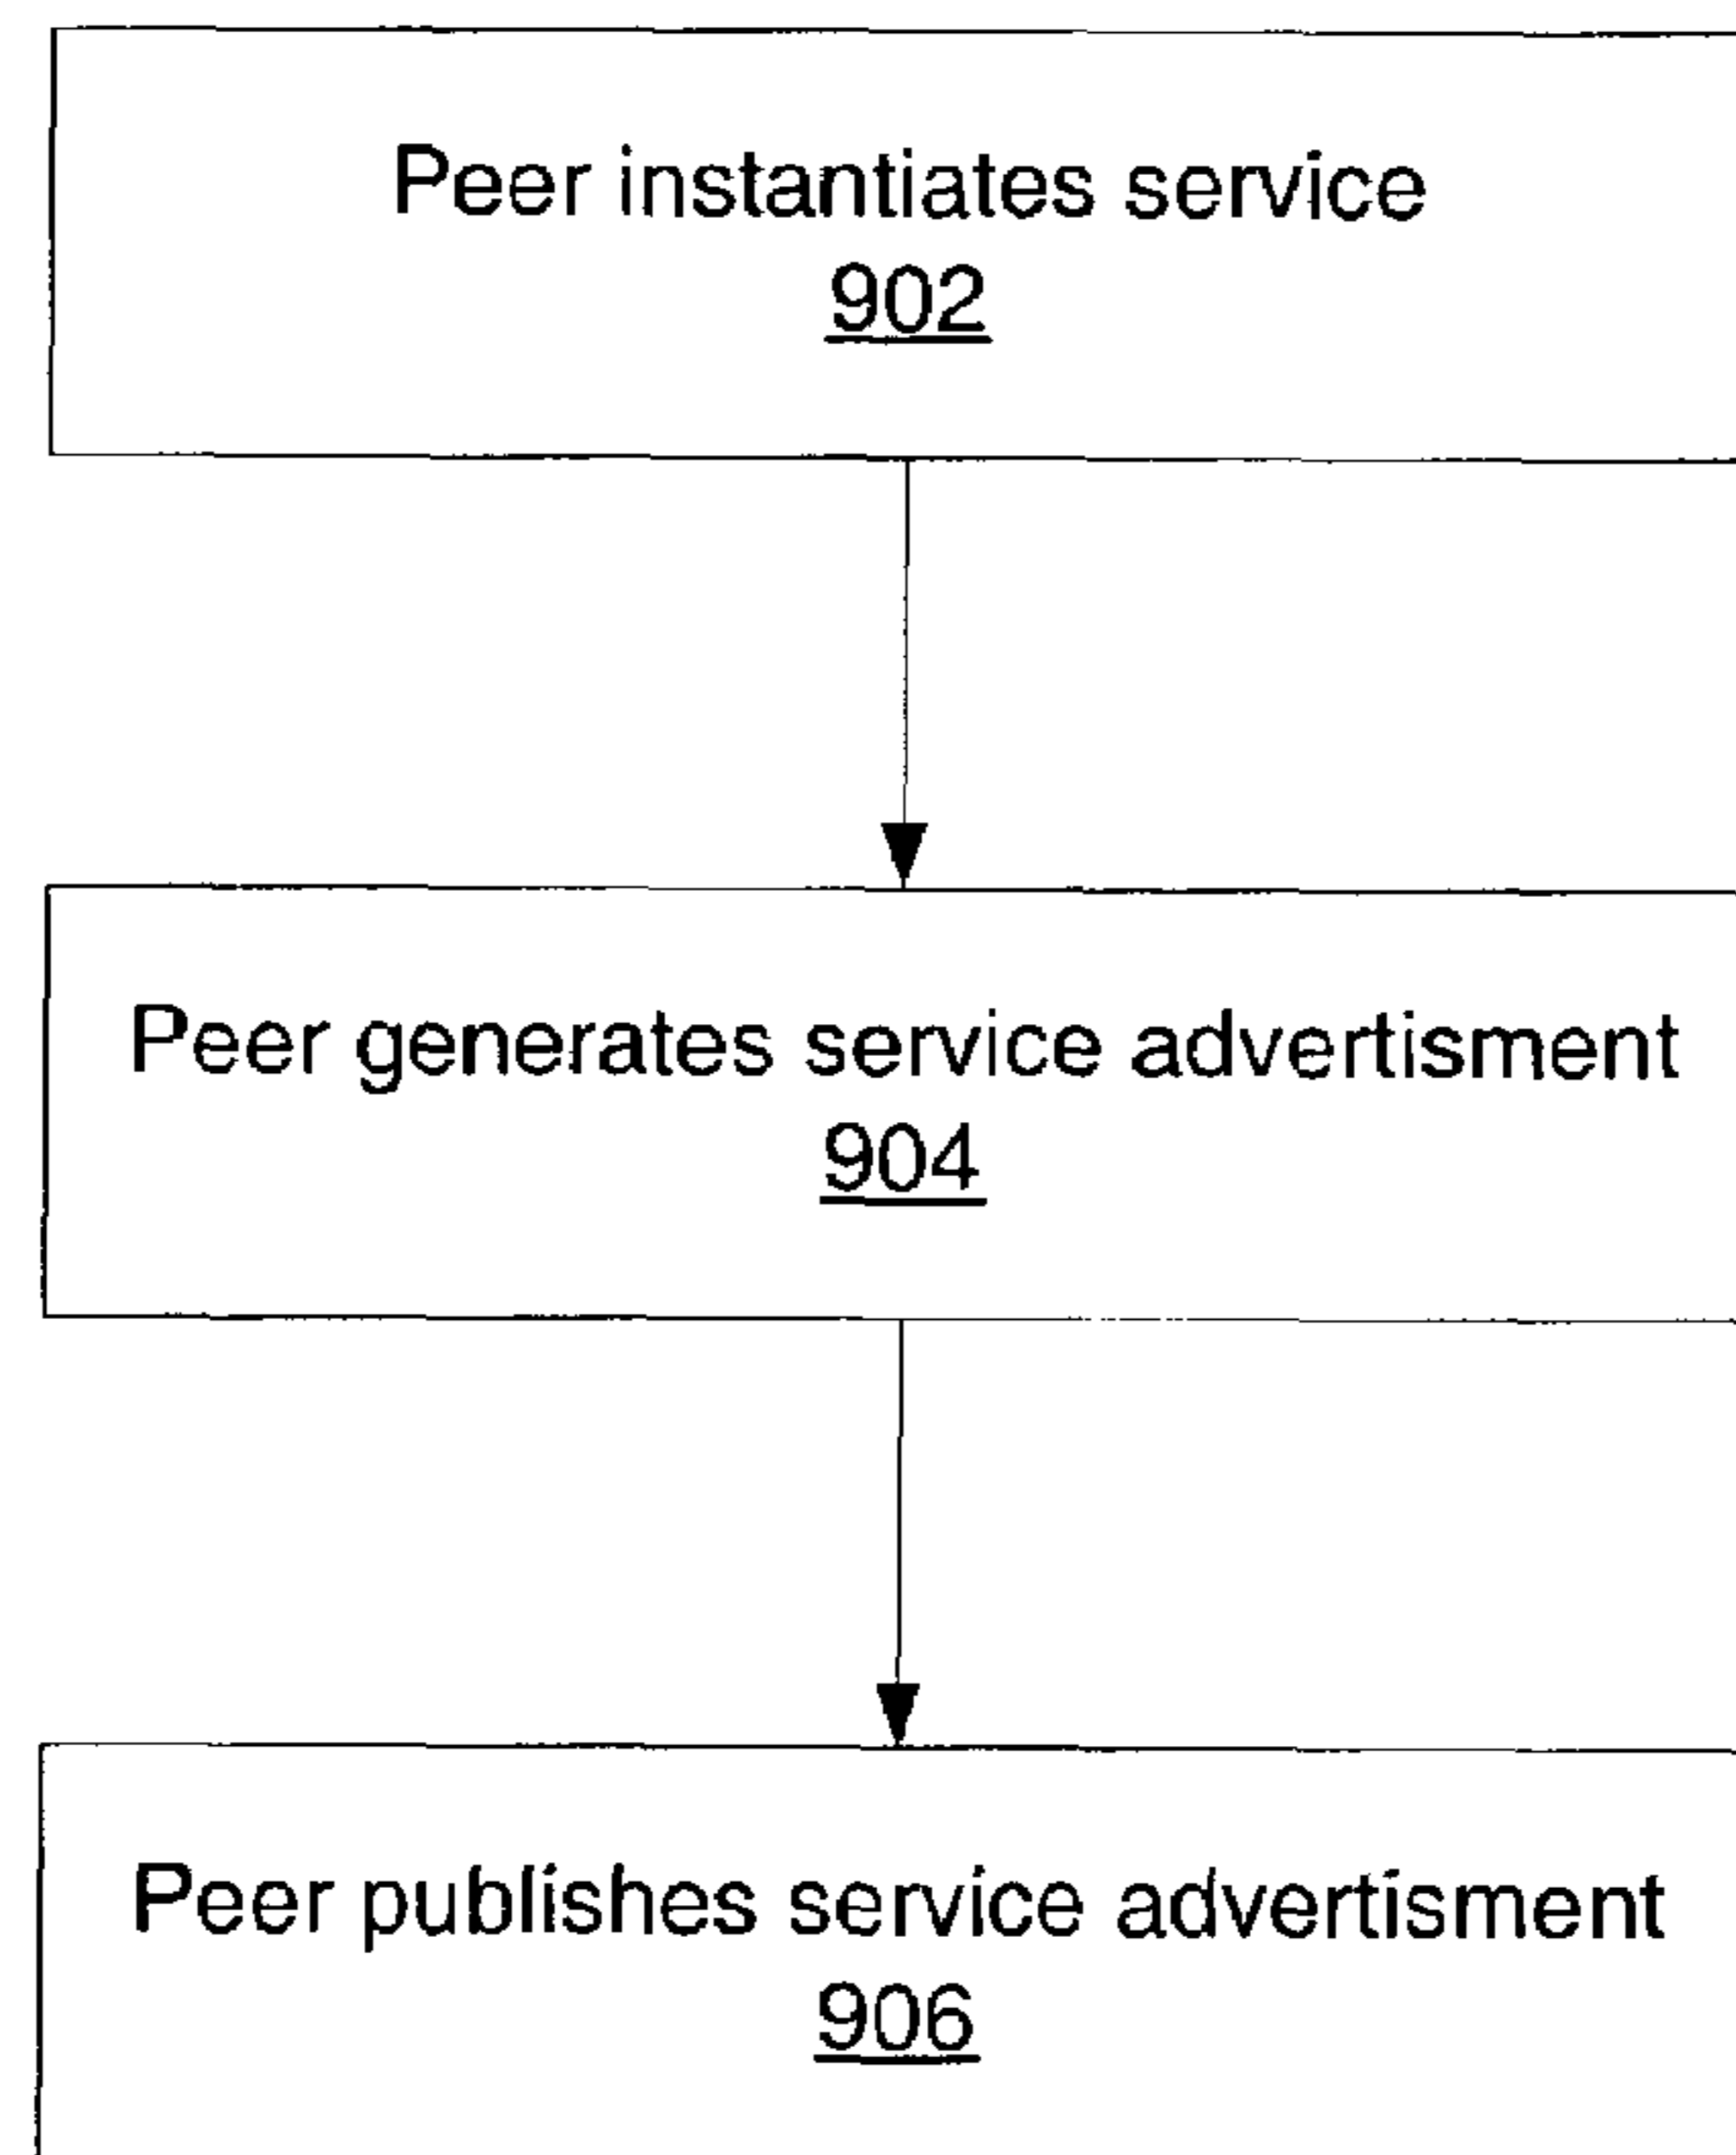 Peer instantiates service
902
Peer generates service advertisment
904
Peer publishes service advertisment
906